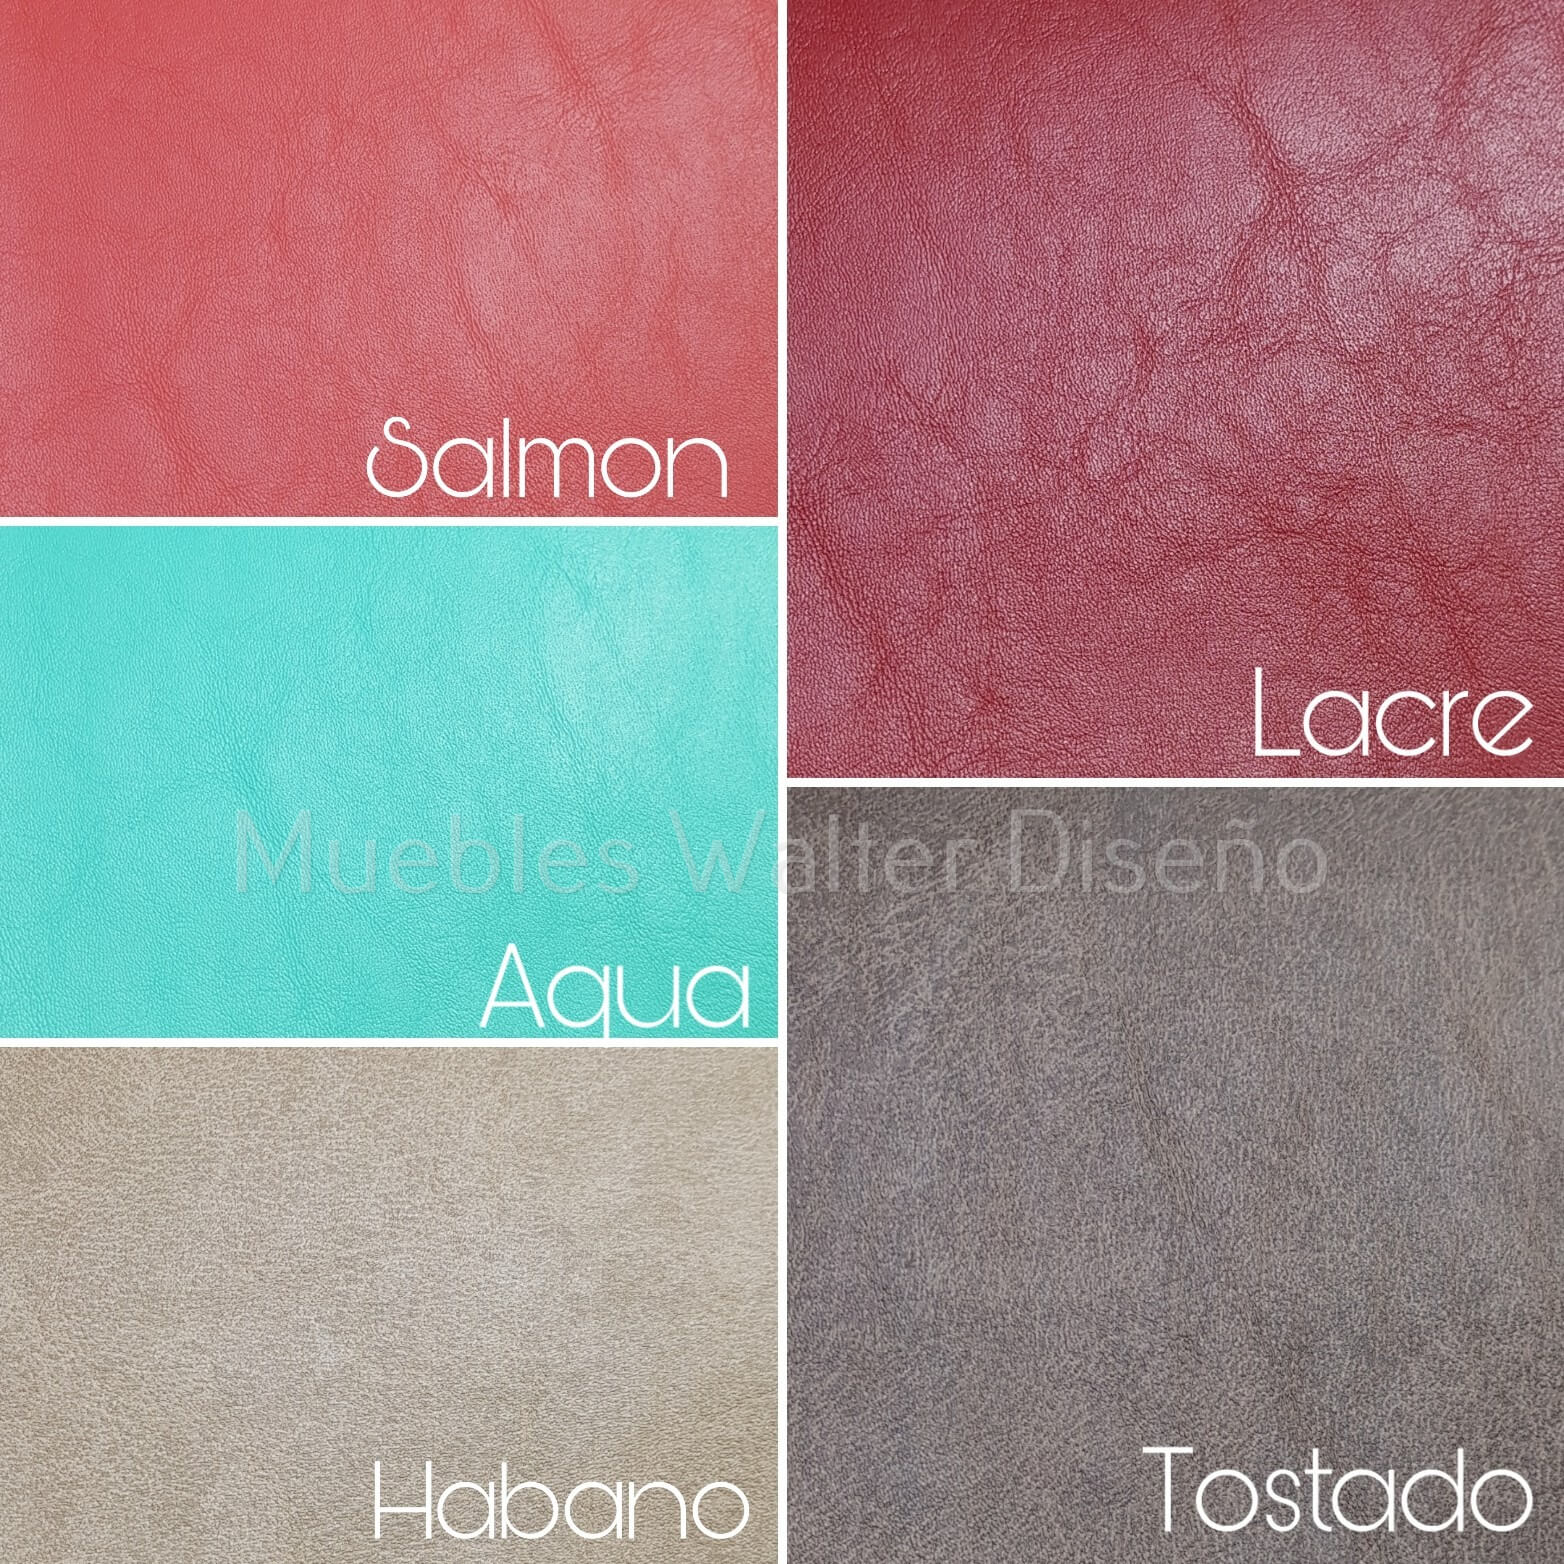 Salmon
Lacre
Muebles Walter Diseño
Aqua
Habano
Tostado